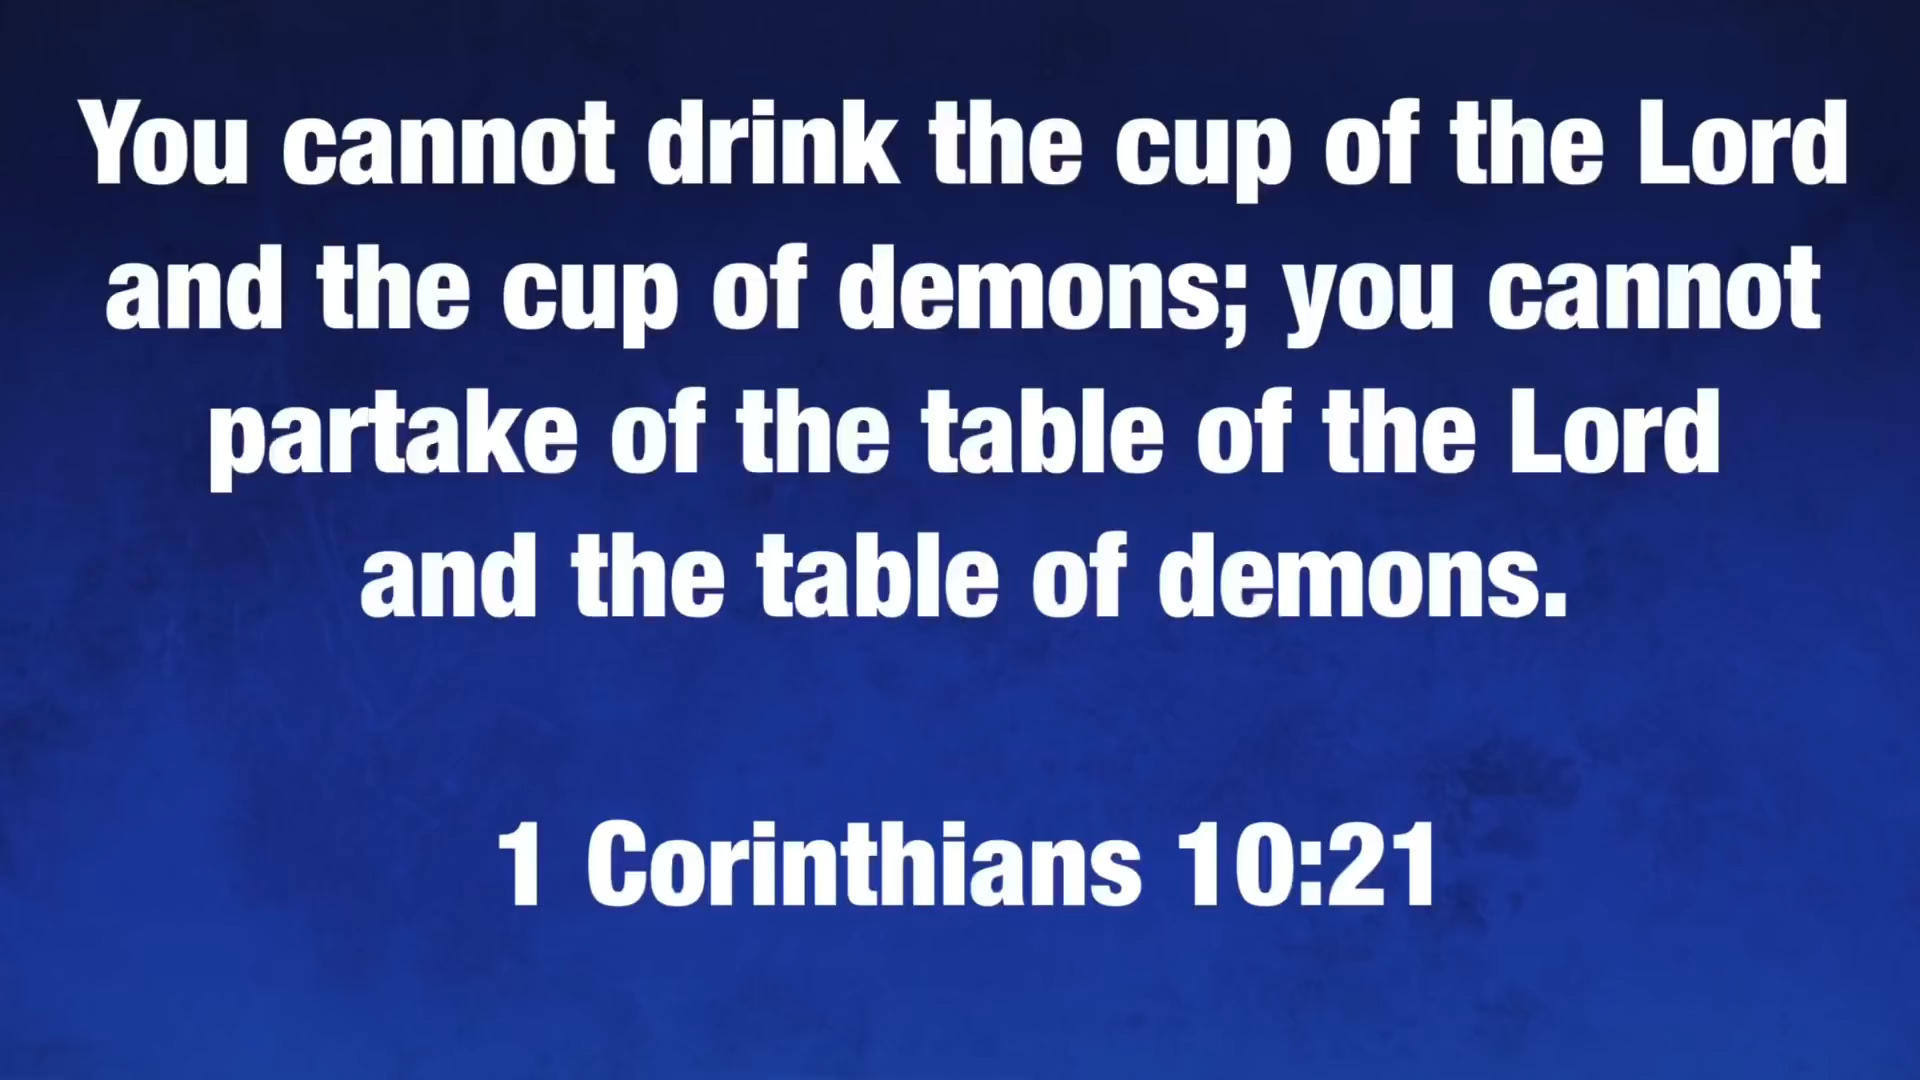 You cannot drink the cup of the Lord
and the cup of demons; you cannot
partake of the table of the Lord
and the table of demons.
1 Corinthians 10:21